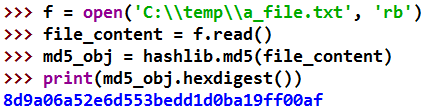 >>> f = open('C:\\temp\\a_file.txt', 'rb')
>>> file_content = f.read()
>>> md5_obj = hashlib.md5(file_content)
>>> print(md5_obj.hexdigest())
8d9a06a52e6d553bedd1d0ba19ff00af